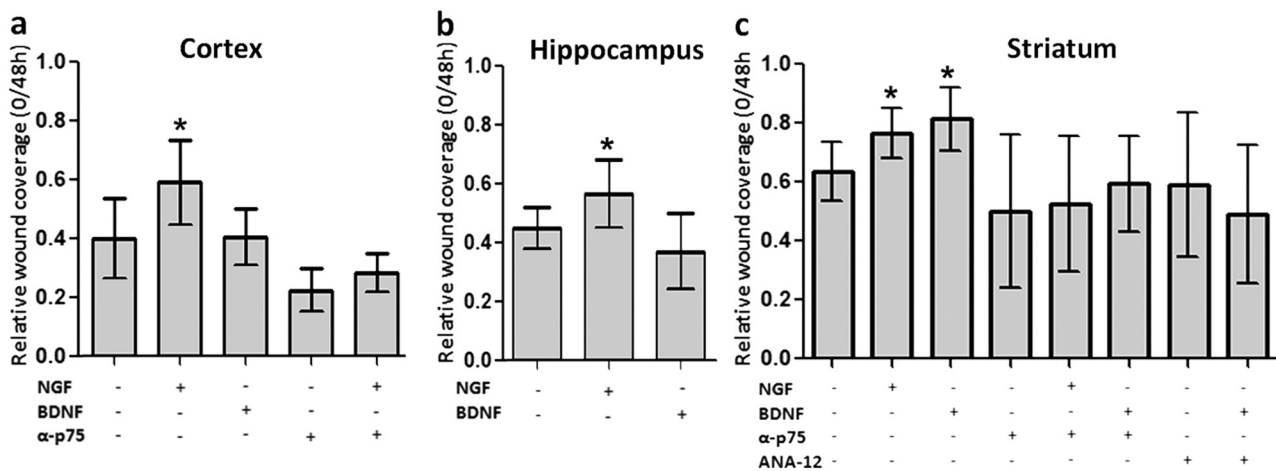 a
Cortex
Relative wound coverage (0/48h)
1.0
0.8
0.6
0.4
0.2
0.0
*
NGF - + - - +
BDNF - - + - -
α-p75 - - - + +
b
Hippocampus
Relative wound coverage (0/48h)
1.0
0.8
0.6
0.4
0.2
0.0
*
NGF - + -
BDNF - - +
c
Striatum
Relative wound coverage (0/48h)
1.0
0.8
0.6
0.4
0.2
0.0
* *
NGF - + - - + - - -
BDNF - - + - - + - +
α-p75 - - - + + + - -
ANA-12 - - - - - - + +